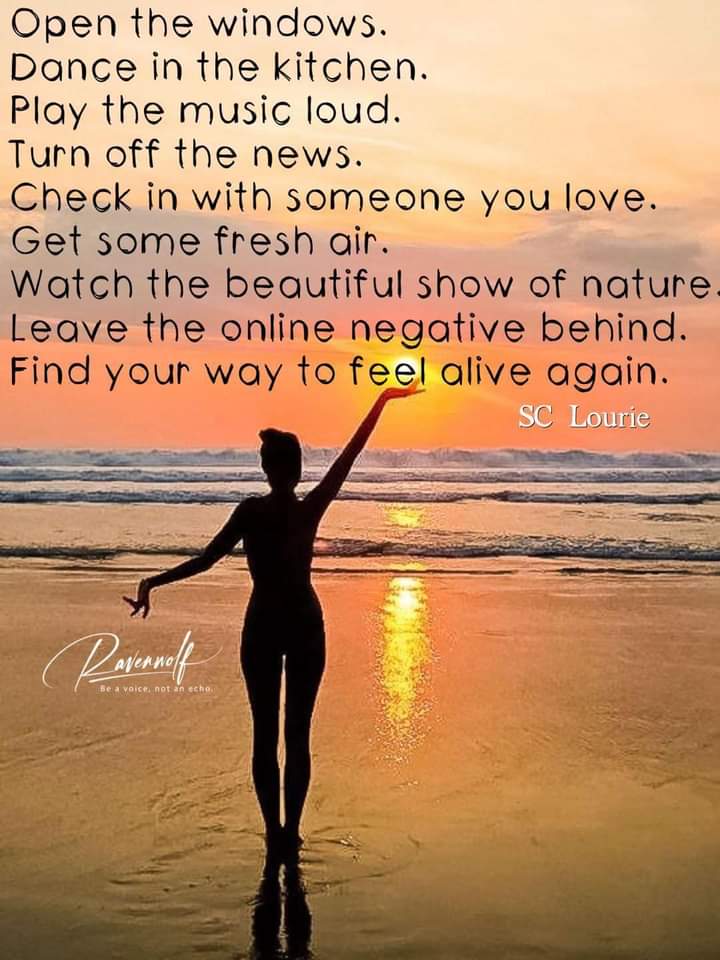 Open the windows.
Dance in the kitchen.
Play the music loud.
Turn off the news.
Check in with someone you love.
Get some fresh air.
Watch the beautiful show of nature.
Leave the online negative behind.
Find your way to feel alive again.
SC Lourie
Ravenwolf
Be a voice, not an echo.